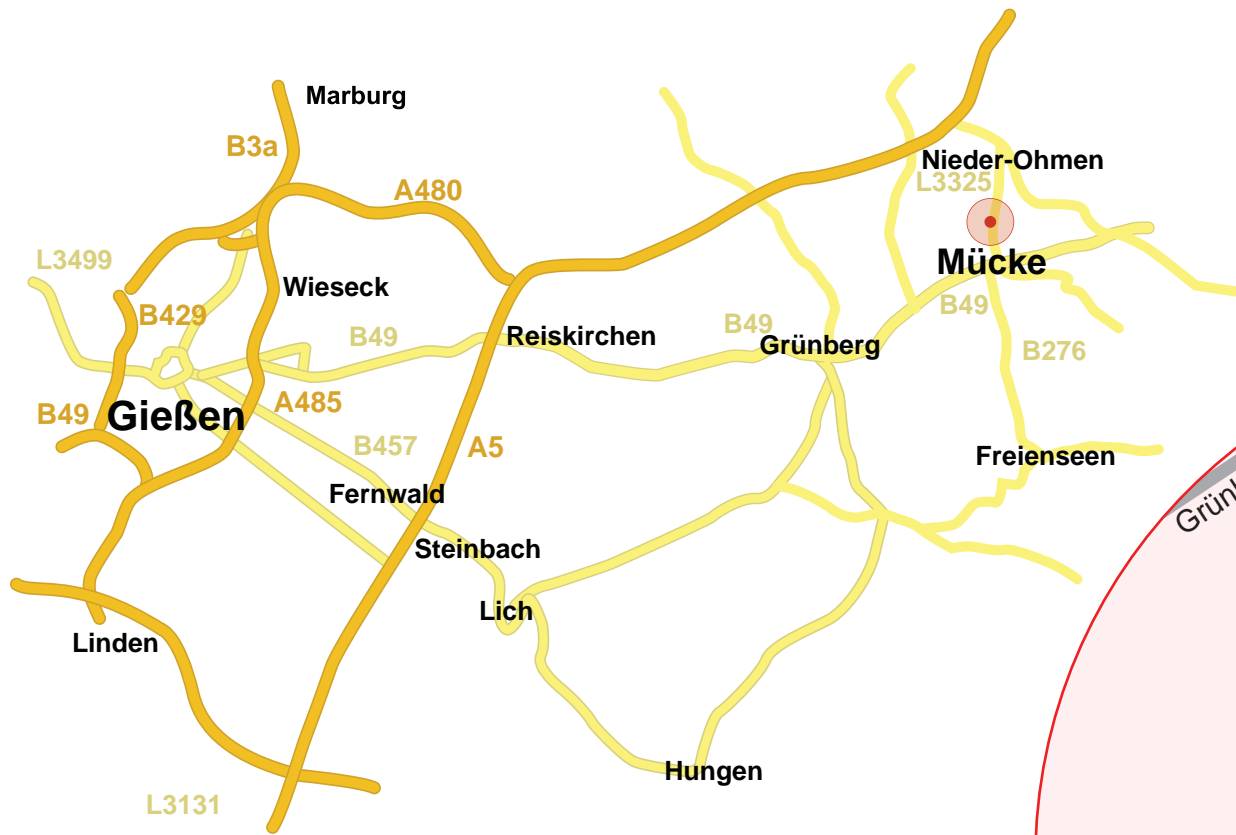 Marburg
B3a
Nieder-Ohmen
A480
L3325
L3499
Mücke
Wieseck
B429
B49
B49
B49
Reiskirchen
Grünberg
B276
A485
B49
Gießen
B457
A5
Freienseen
Fernwald
Steinbach
Lich
Linden
Hungen
L3131